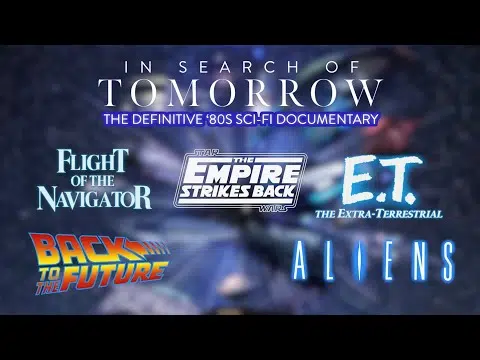 IN SEARCH OF
TOMORROW
THE DEFINITIVE '80S SCI-FI DOCUMENTARY
FLIGHT
OF THE
NAVIGATOR
STAR
THE
EMPIRE
STRIKES BACK
WARS
E.T.
THE EXTRA-TERRESTRIAL
BACK
TO THE
FUTURE
ALIENS